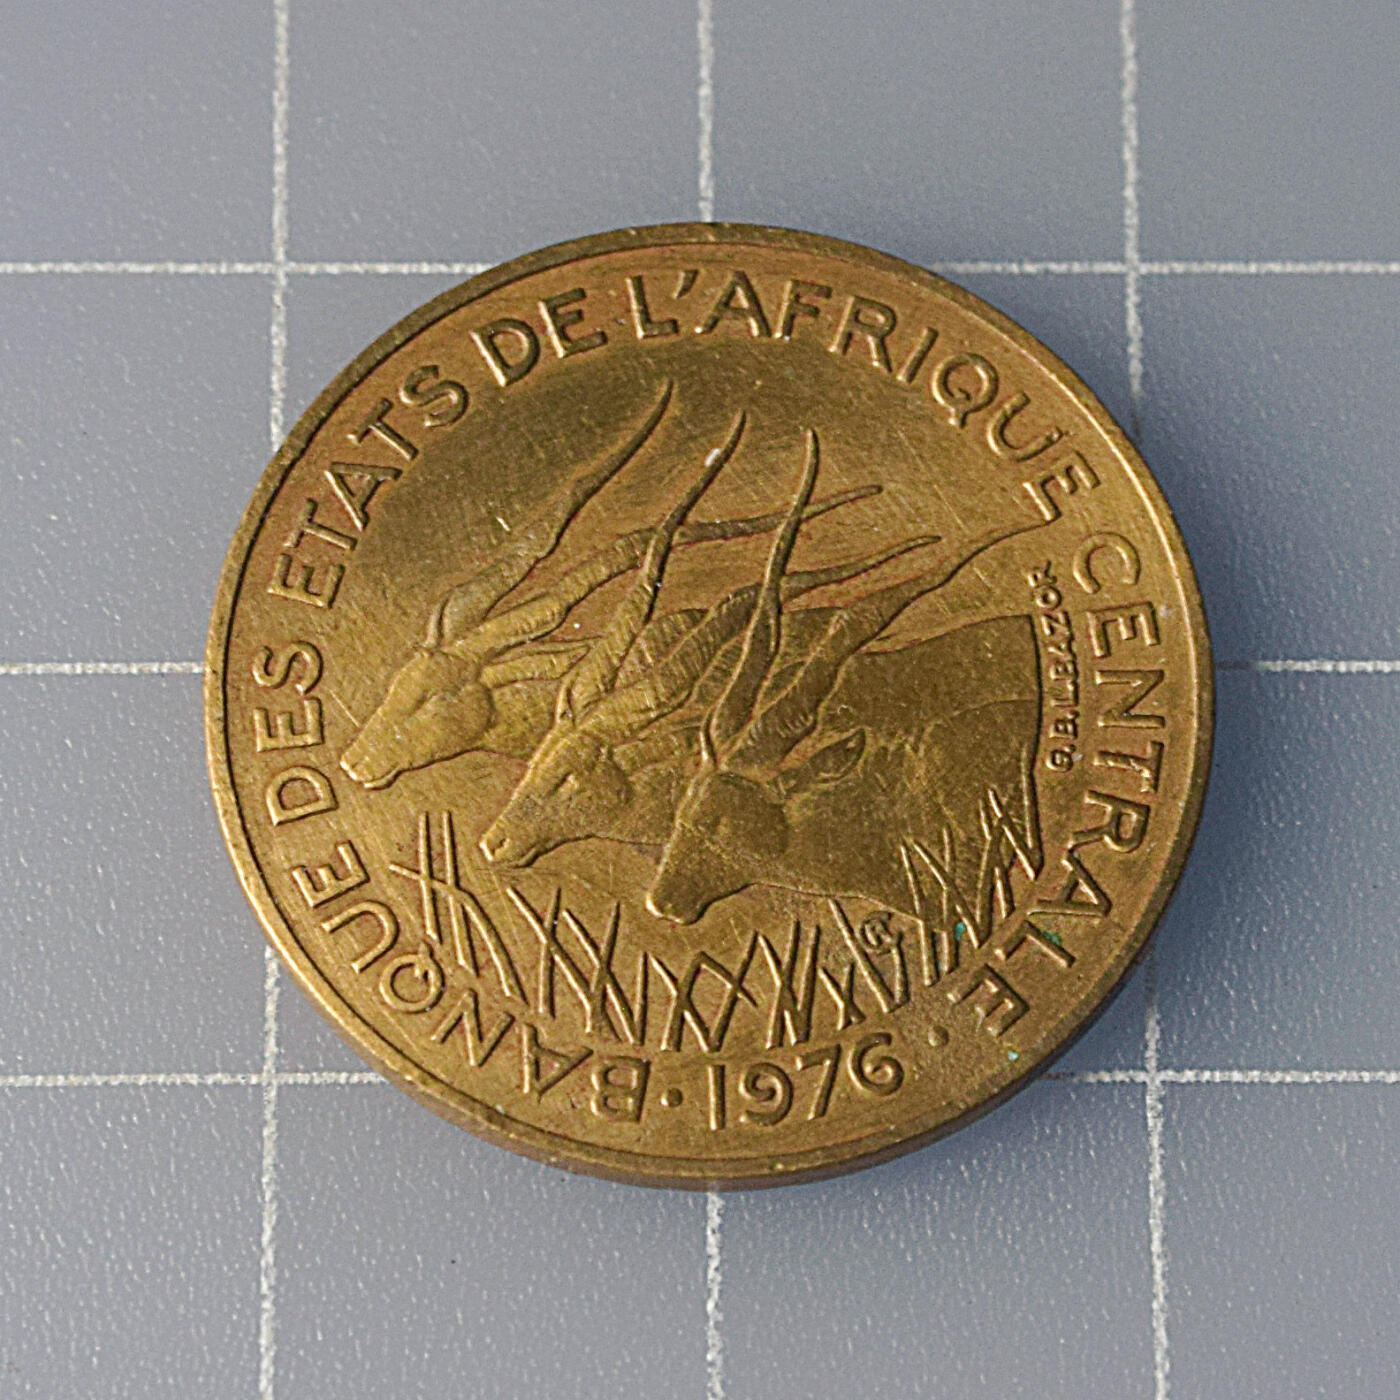 BANQUE DES ETATS DE L'AFRIQUE CENTRALE
· 1976 ·
G.B.L.BAZOR